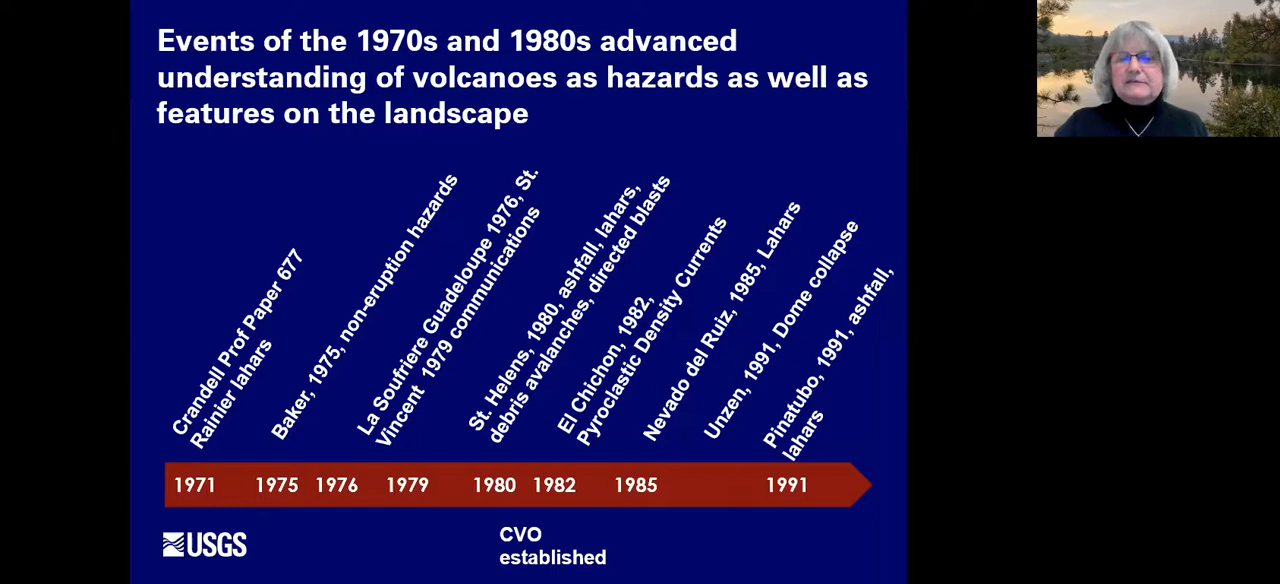 Events of the 1970s and 1980s advanced
understanding of volcanoes as hazards as well as
features on the landscape
Crandell Prof Paper 677
Rainier lahars
Baker, 1975, non-eruption hazards
La Soufriere Guadeloupe 1976, St.
Vincent 1979 communications
St. Helens, 1980, ashfall, lahars,
debris avalanches, directed blasts
El Chichon, 1982,
Pyroclastic Density Currents
Nevado del Ruiz, 1985, Lahars
Unzen, 1991, Dome collapse
Pinatubo, 1991, ashfall,
lahars
1971 1975 1976 1979 1980 1982 1985 1991
USGS
CVO
established